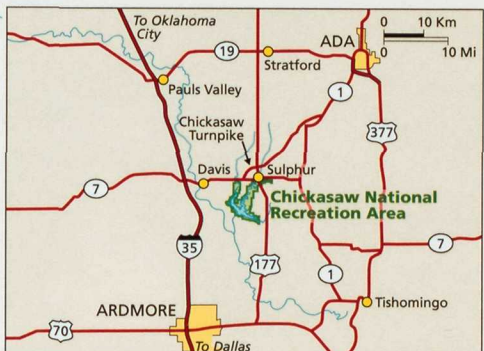 To Oklahoma
City
0 10 Km
0 10 Mi
ADA
19
Stratford
Pauls Valley
1
377
Chickasaw
Turnpike
Davis
Sulphur
7
Chickasaw National
Recreation Area
35
177
7
1
Tishomingo
ARDMORE
70
To Dallas